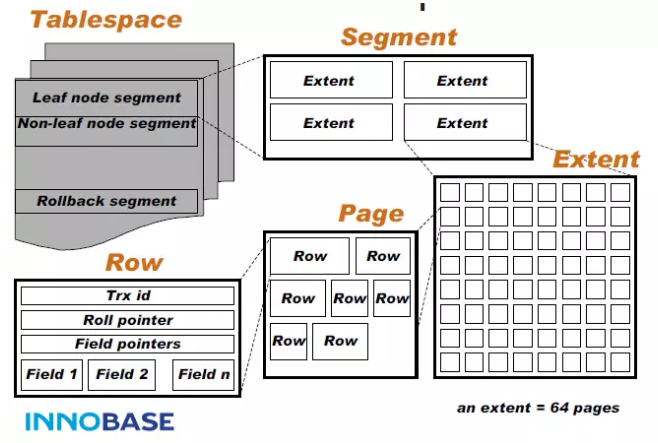 Tablespace
Leaf node segment
Non-leaf node segment
Rollback segment
Segment
Extent Extent
Extent Extent
Extent
an extent = 64 pages
Page
Row Row
Row Row Row
Row Row
Row
Trx id
Roll pointer
Field pointers
Field 1 Field 2 Field n
INNOBASE